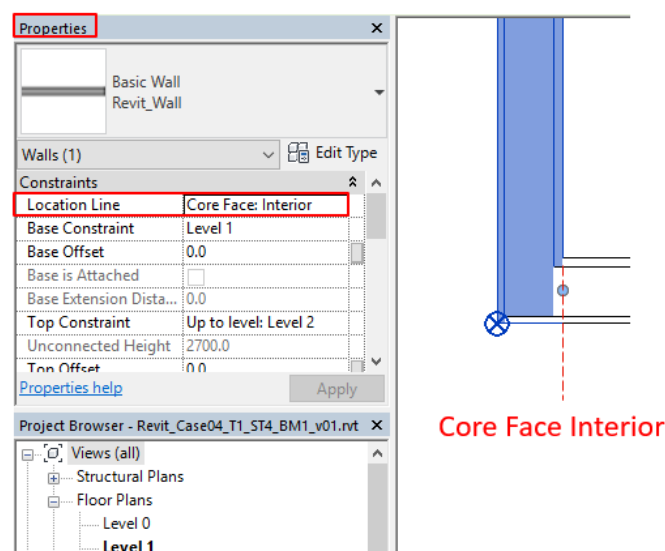 Properties
Basic Wall
Revit_Wall
Walls (1)
Edit Type
Constraints
Location Line Core Face: Interior
Base Constraint Level 1
Base Offset 0.0
Base is Attached
Base Extension Dista... 0.0
Top Constraint Up to level: Level 2
Unconnected Height 2700.0
Top Offset 0.0
Properties help
Apply
Project Browser - Revit_Case04_T1_ST4_BM1_v01.rvt
Views (all)
Structural Plans
Floor Plans
Level 0
Level 1
Core Face Interior